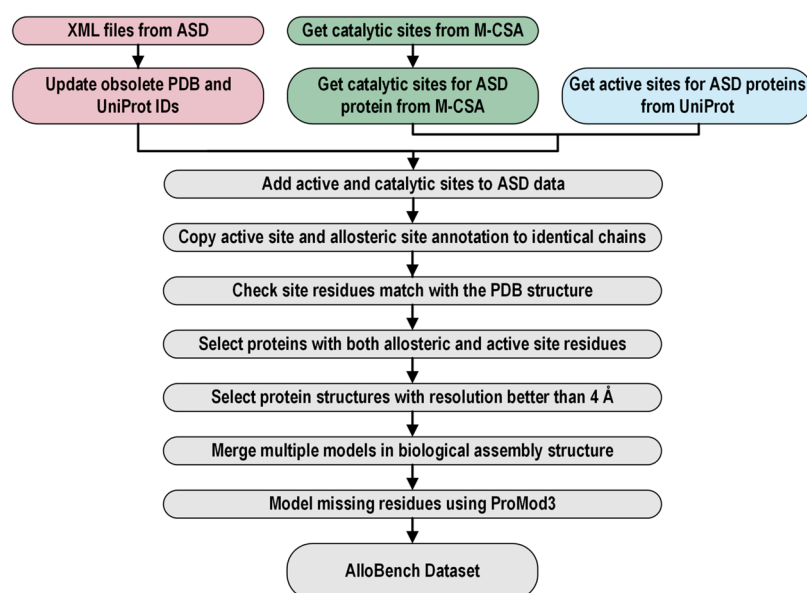 XML files from ASD
Get catalytic sites from M-CSA
Update obsolete PDB and
UniProt IDs
Get catalytic sites for ASD
protein from M-CSA
Get active sites for ASD proteins
from UniProt
Add active and catalytic sites to ASD data
Copy active site and allosteric site annotation to identical chains
Check site residues match with the PDB structure
Select proteins with both allosteric and active site residues
Select protein structures with resolution better than 4 Å
Merge multiple models in biological assembly structure
Model missing residues using ProMod3
AlloBench Dataset